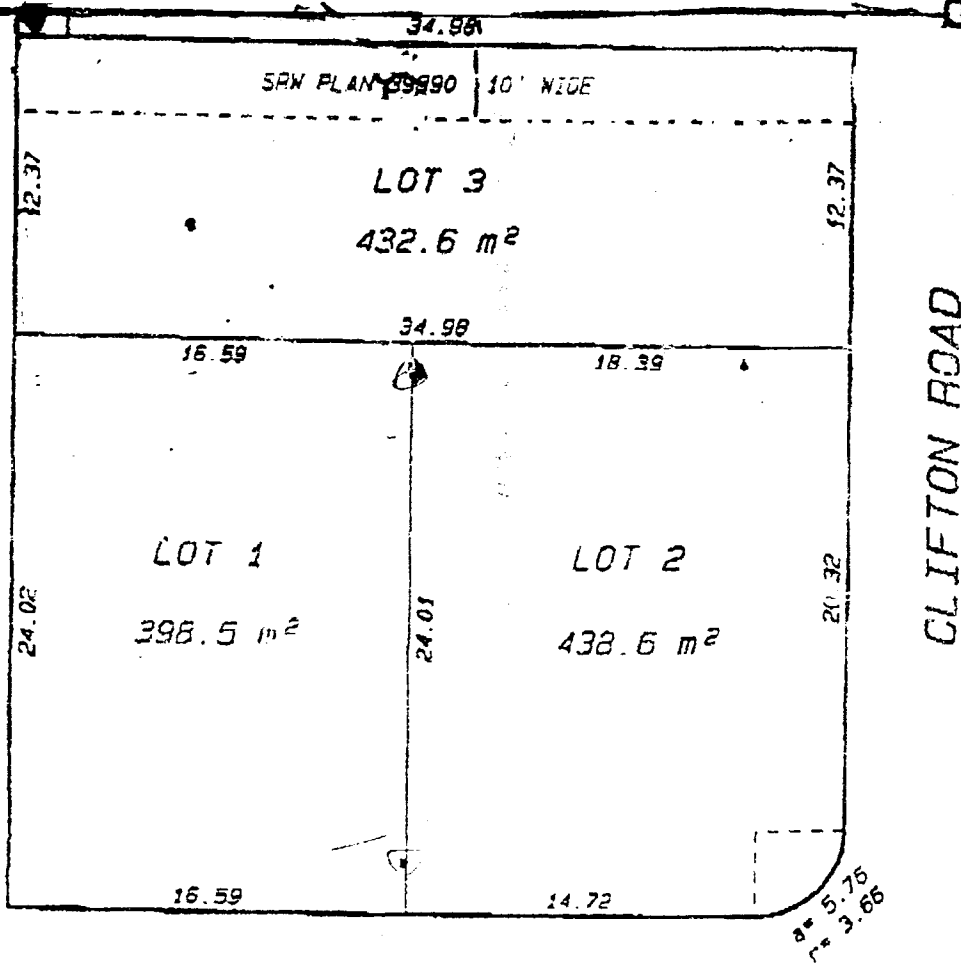 34.98
SRW PLAN 39990 10' WIDE
12.37
LOT 3
432.6 m²
12.37
34.98
16.59
18.39
CLIFTON ROAD
LOT 1
398.5 m²
24.02
24.01
LOT 2
438.6 m²
20.32
16.59
14.72
a= 5.75
r= 3.66